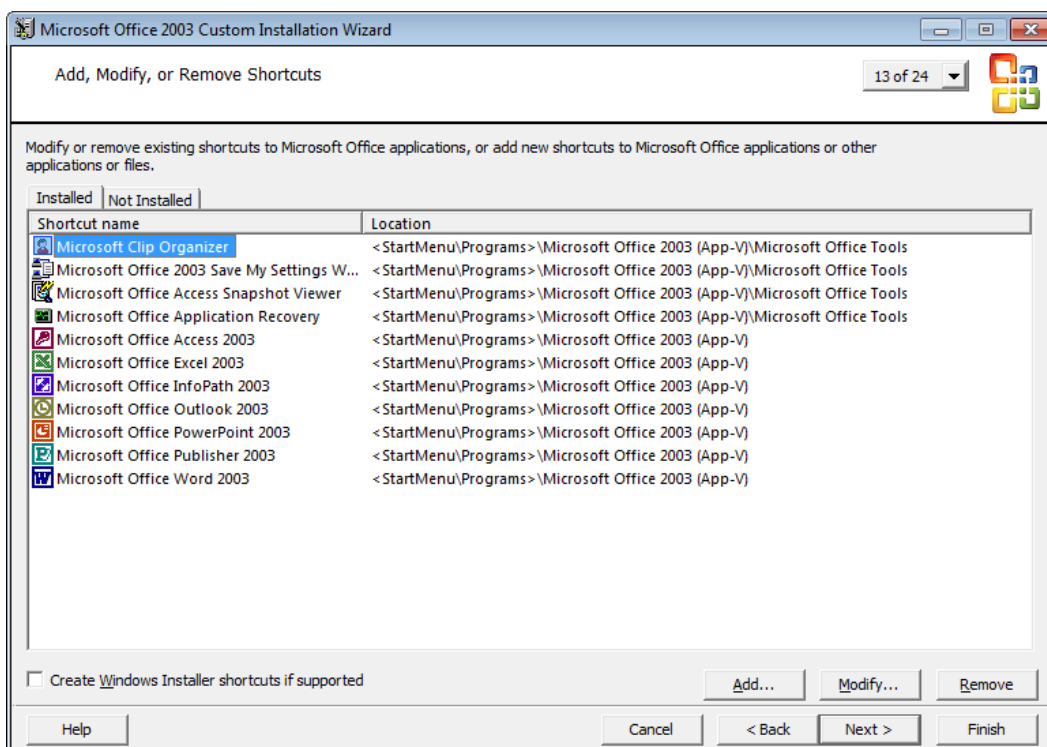 Microsoft Office 2003 Custom Installation Wizard
Add, Modify, or Remove Shortcuts
13 of 24
Modify or remove existing shortcuts to Microsoft Office applications, or add new shortcuts to Microsoft Office applications or other
applications or files.
Installed Not Installed
Shortcut name Location
Microsoft Clip Organizer <StartMenu\Programs>\Microsoft Office 2003 (App-V)\Microsoft Office Tools
Microsoft Office 2003 Save My Settings W... <StartMenu\Programs>\Microsoft Office 2003 (App-V)\Microsoft Office Tools
Microsoft Office Access Snapshot Viewer <StartMenu\Programs>\Microsoft Office 2003 (App-V)\Microsoft Office Tools
Microsoft Office Application Recovery <StartMenu\Programs>\Microsoft Office 2003 (App-V)\Microsoft Office Tools
Microsoft Office Access 2003 <StartMenu\Programs>\Microsoft Office 2003 (App-V)
Microsoft Office Excel 2003 <StartMenu\Programs>\Microsoft Office 2003 (App-V)
Microsoft Office InfoPath 2003 <StartMenu\Programs>\Microsoft Office 2003 (App-V)
Microsoft Office Outlook 2003 <StartMenu\Programs>\Microsoft Office 2003 (App-V)
Microsoft Office PowerPoint 2003 <StartMenu\Programs>\Microsoft Office 2003 (App-V)
Microsoft Office Publisher 2003 <StartMenu\Programs>\Microsoft Office 2003 (App-V)
Microsoft Office Word 2003 <StartMenu\Programs>\Microsoft Office 2003 (App-V)
Create Windows Installer shortcuts if supported
Add... Modify... Remove
Help Cancel < Back Next > Finish